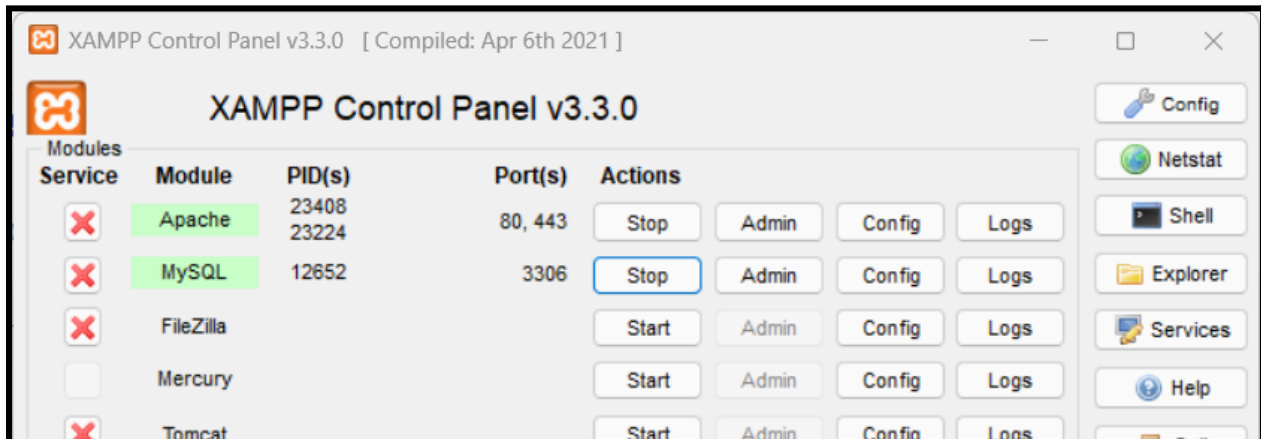 XAMPP Control Panel v3.3.0 [ Compiled: Apr 6th 2021 ]
XAMPP Control Panel v3.3.0
Config
Modules
Netstat
Service Module PID(s) Port(s) Actions
Apache 23408 23224 80, 443 Stop Admin Config Logs
Shell
MySQL 12652 3306 Stop Admin Config Logs
Explorer
FileZilla Start Admin Config Logs
Services
Mercury Start Admin Config Logs
Help
Tomcat Start Admin Config Logs